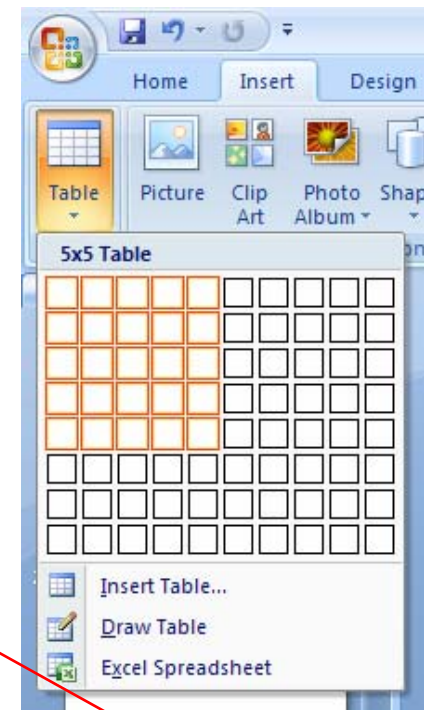 Home Insert Design
Table Picture Clip Art Photo Album Shap
5x5 Table
Insert Table...
Draw Table
Excel Spreadsheet